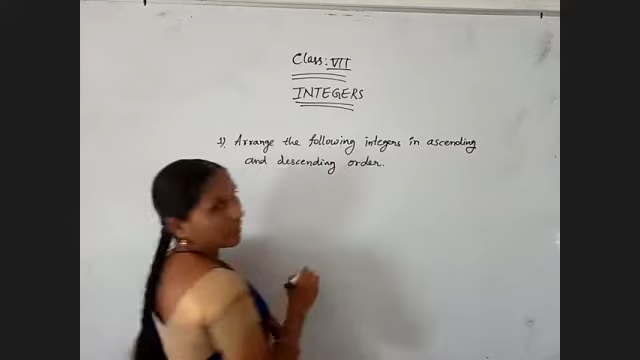 Class: VII
INTEGERS
1). Arrange the following integers in ascending
and descending order.